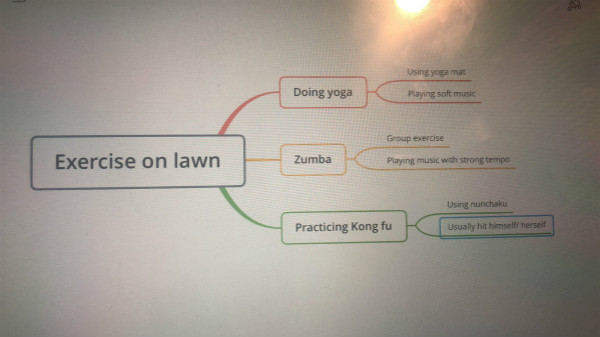 Exercise on lawn
Doing yoga
Using yoga mat
Playing soft music
Zumba
Group exercise
Playing music with strong tempo
Practicing Kong fu
Using nunchaku
Usually hit himself/ herself